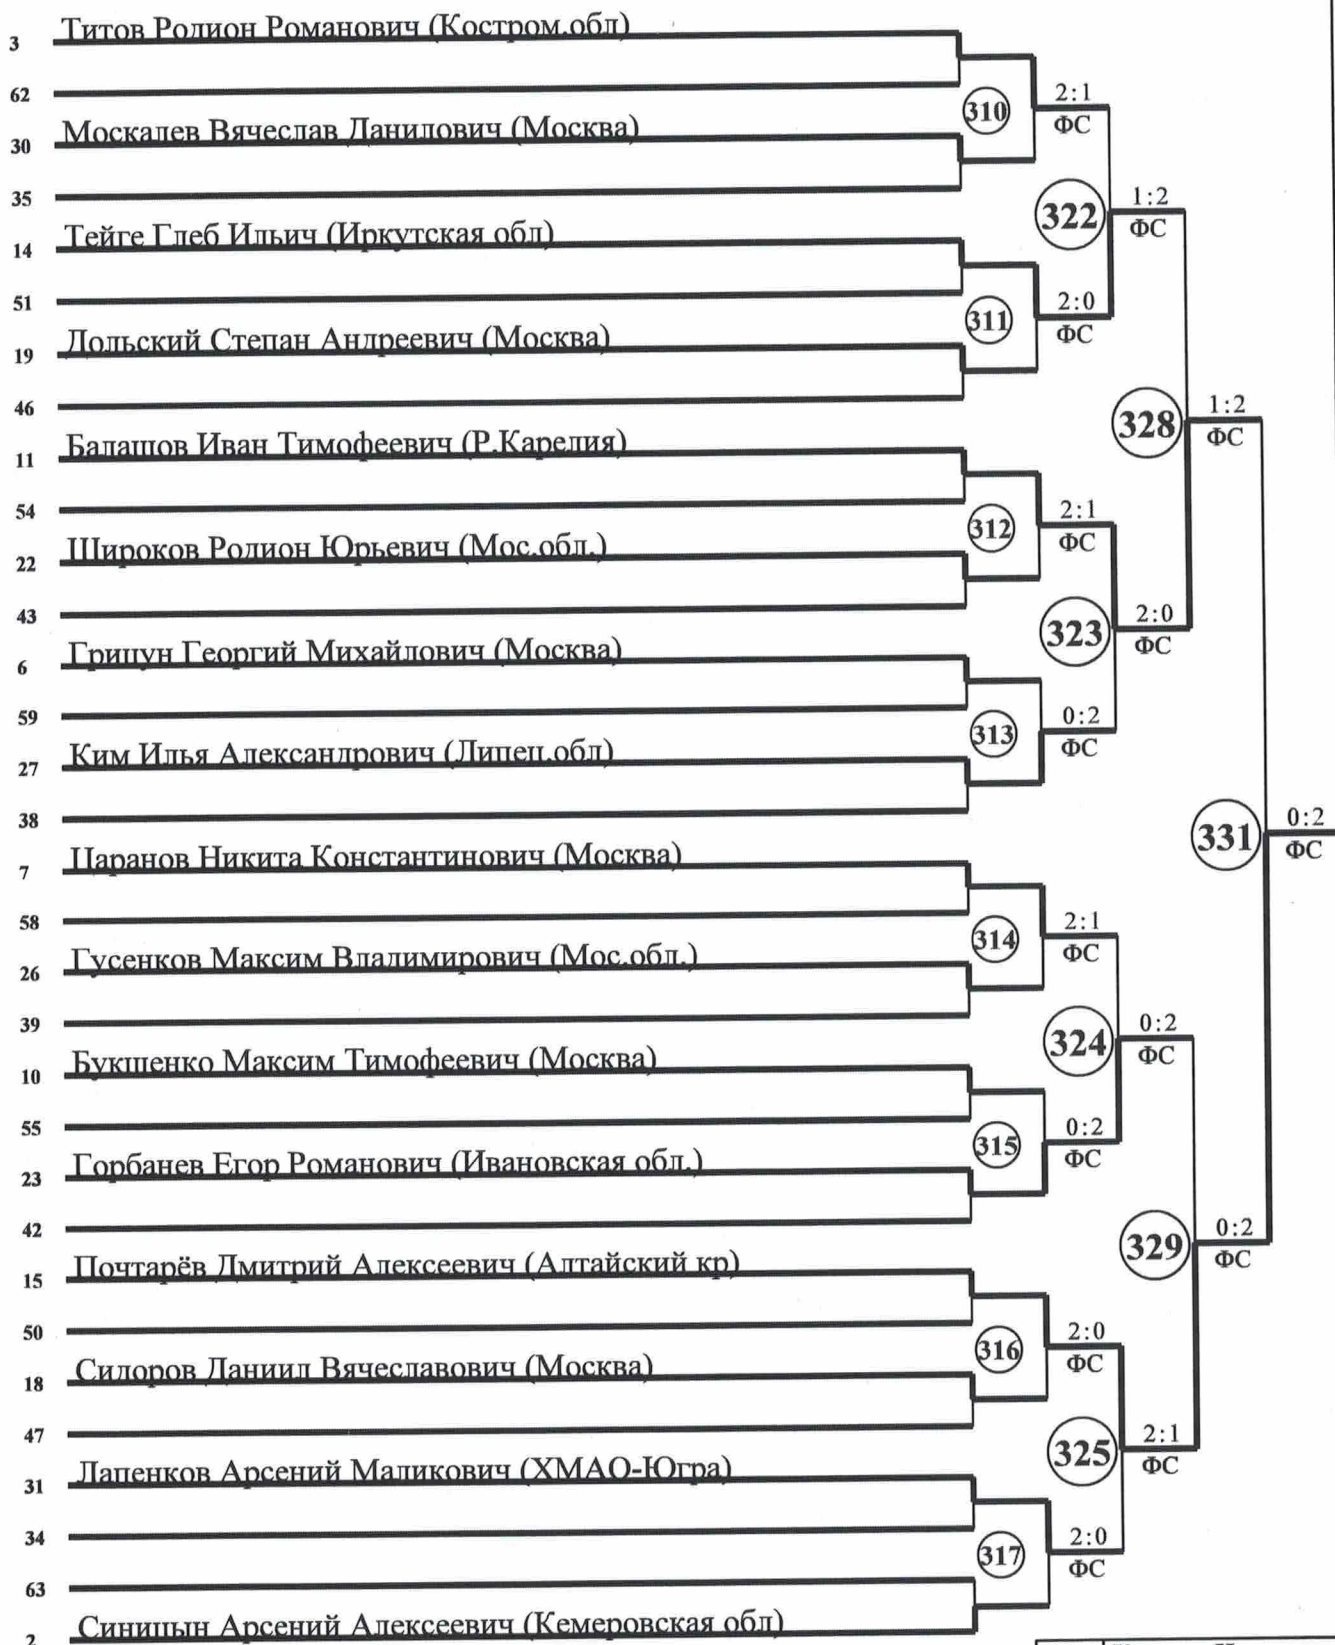 3 Титов Родион Романович (Костром.обл)
62
310 2:1
ФС
30 Москалев Вячеслав Данилович (Москва)
35
322 1:2
ФС
14 Тейге Глеб Ильич (Иркутская обл)
51
311 2:0
ФС
19 Дольский Степан Андреевич (Москва)
46
328 1:2
ФС
11 Балашов Иван Тимофеевич (Р.Карелия)
54
312 2:1
ФС
22 Широков Родион Юрьевич (Мос.обл.)
43
323 2:0
ФС
6 Грицун Георгий Михайлович (Москва)
59
313 0:2
ФС
27 Ким Илья Александрович (Липец.обл)
38
331 0:2
ФС
7 Царанов Никита Константинович (Москва)
58
314 2:1
ФС
26 Гусенков Максим Владимирович (Мос.обл.)
39
324 0:2
ФС
10 Букшенко Максим Тимофеевич (Москва)
55
315 0:2
ФС
23 Горбанев Егор Романович (Ивановская обл.)
42
329 0:2
ФС
15 Почтарёв Дмитрий Алексеевич (Алтайский кр)
50
316 2:0
ФС
18 Сидоров Даниил Вячеславович (Москва)
47
325 2:1
ФС
31 Лапенков Арсений Маликович (ХМАО-Югра)
34
317 2:0
ФС
63
2 Синицын Арсений Алексеевич (Кемеровская обл)